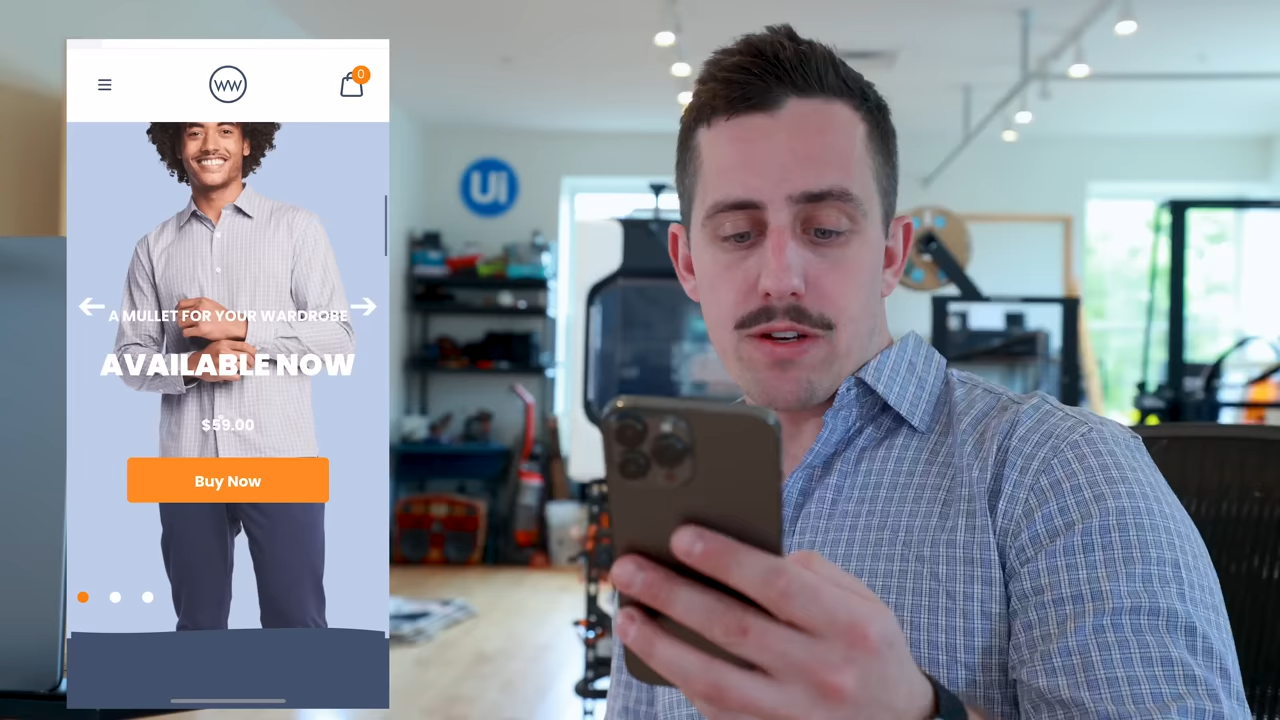 WW
0
UI
A MULLET FOR YOUR WARDROBE
AVAILABLE NOW
$59.00
Buy Now